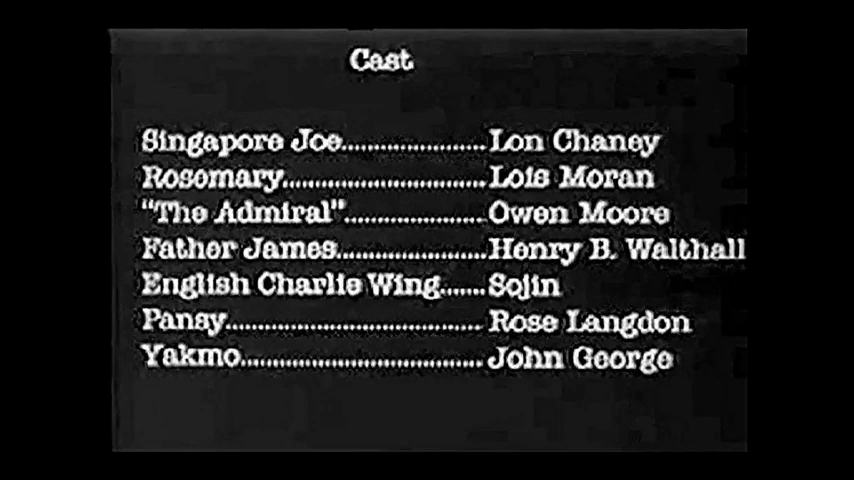 Cast
Singapore Joe......................Lon Chaney
Rosemary................................Lois Moran
“The Admiral”......................Owen Moore
Father James........................Henry B. Walthall
English Charlie Wing.......Sojin
Pansy.........................................Rose Langdon
Yakmo.......................................John George